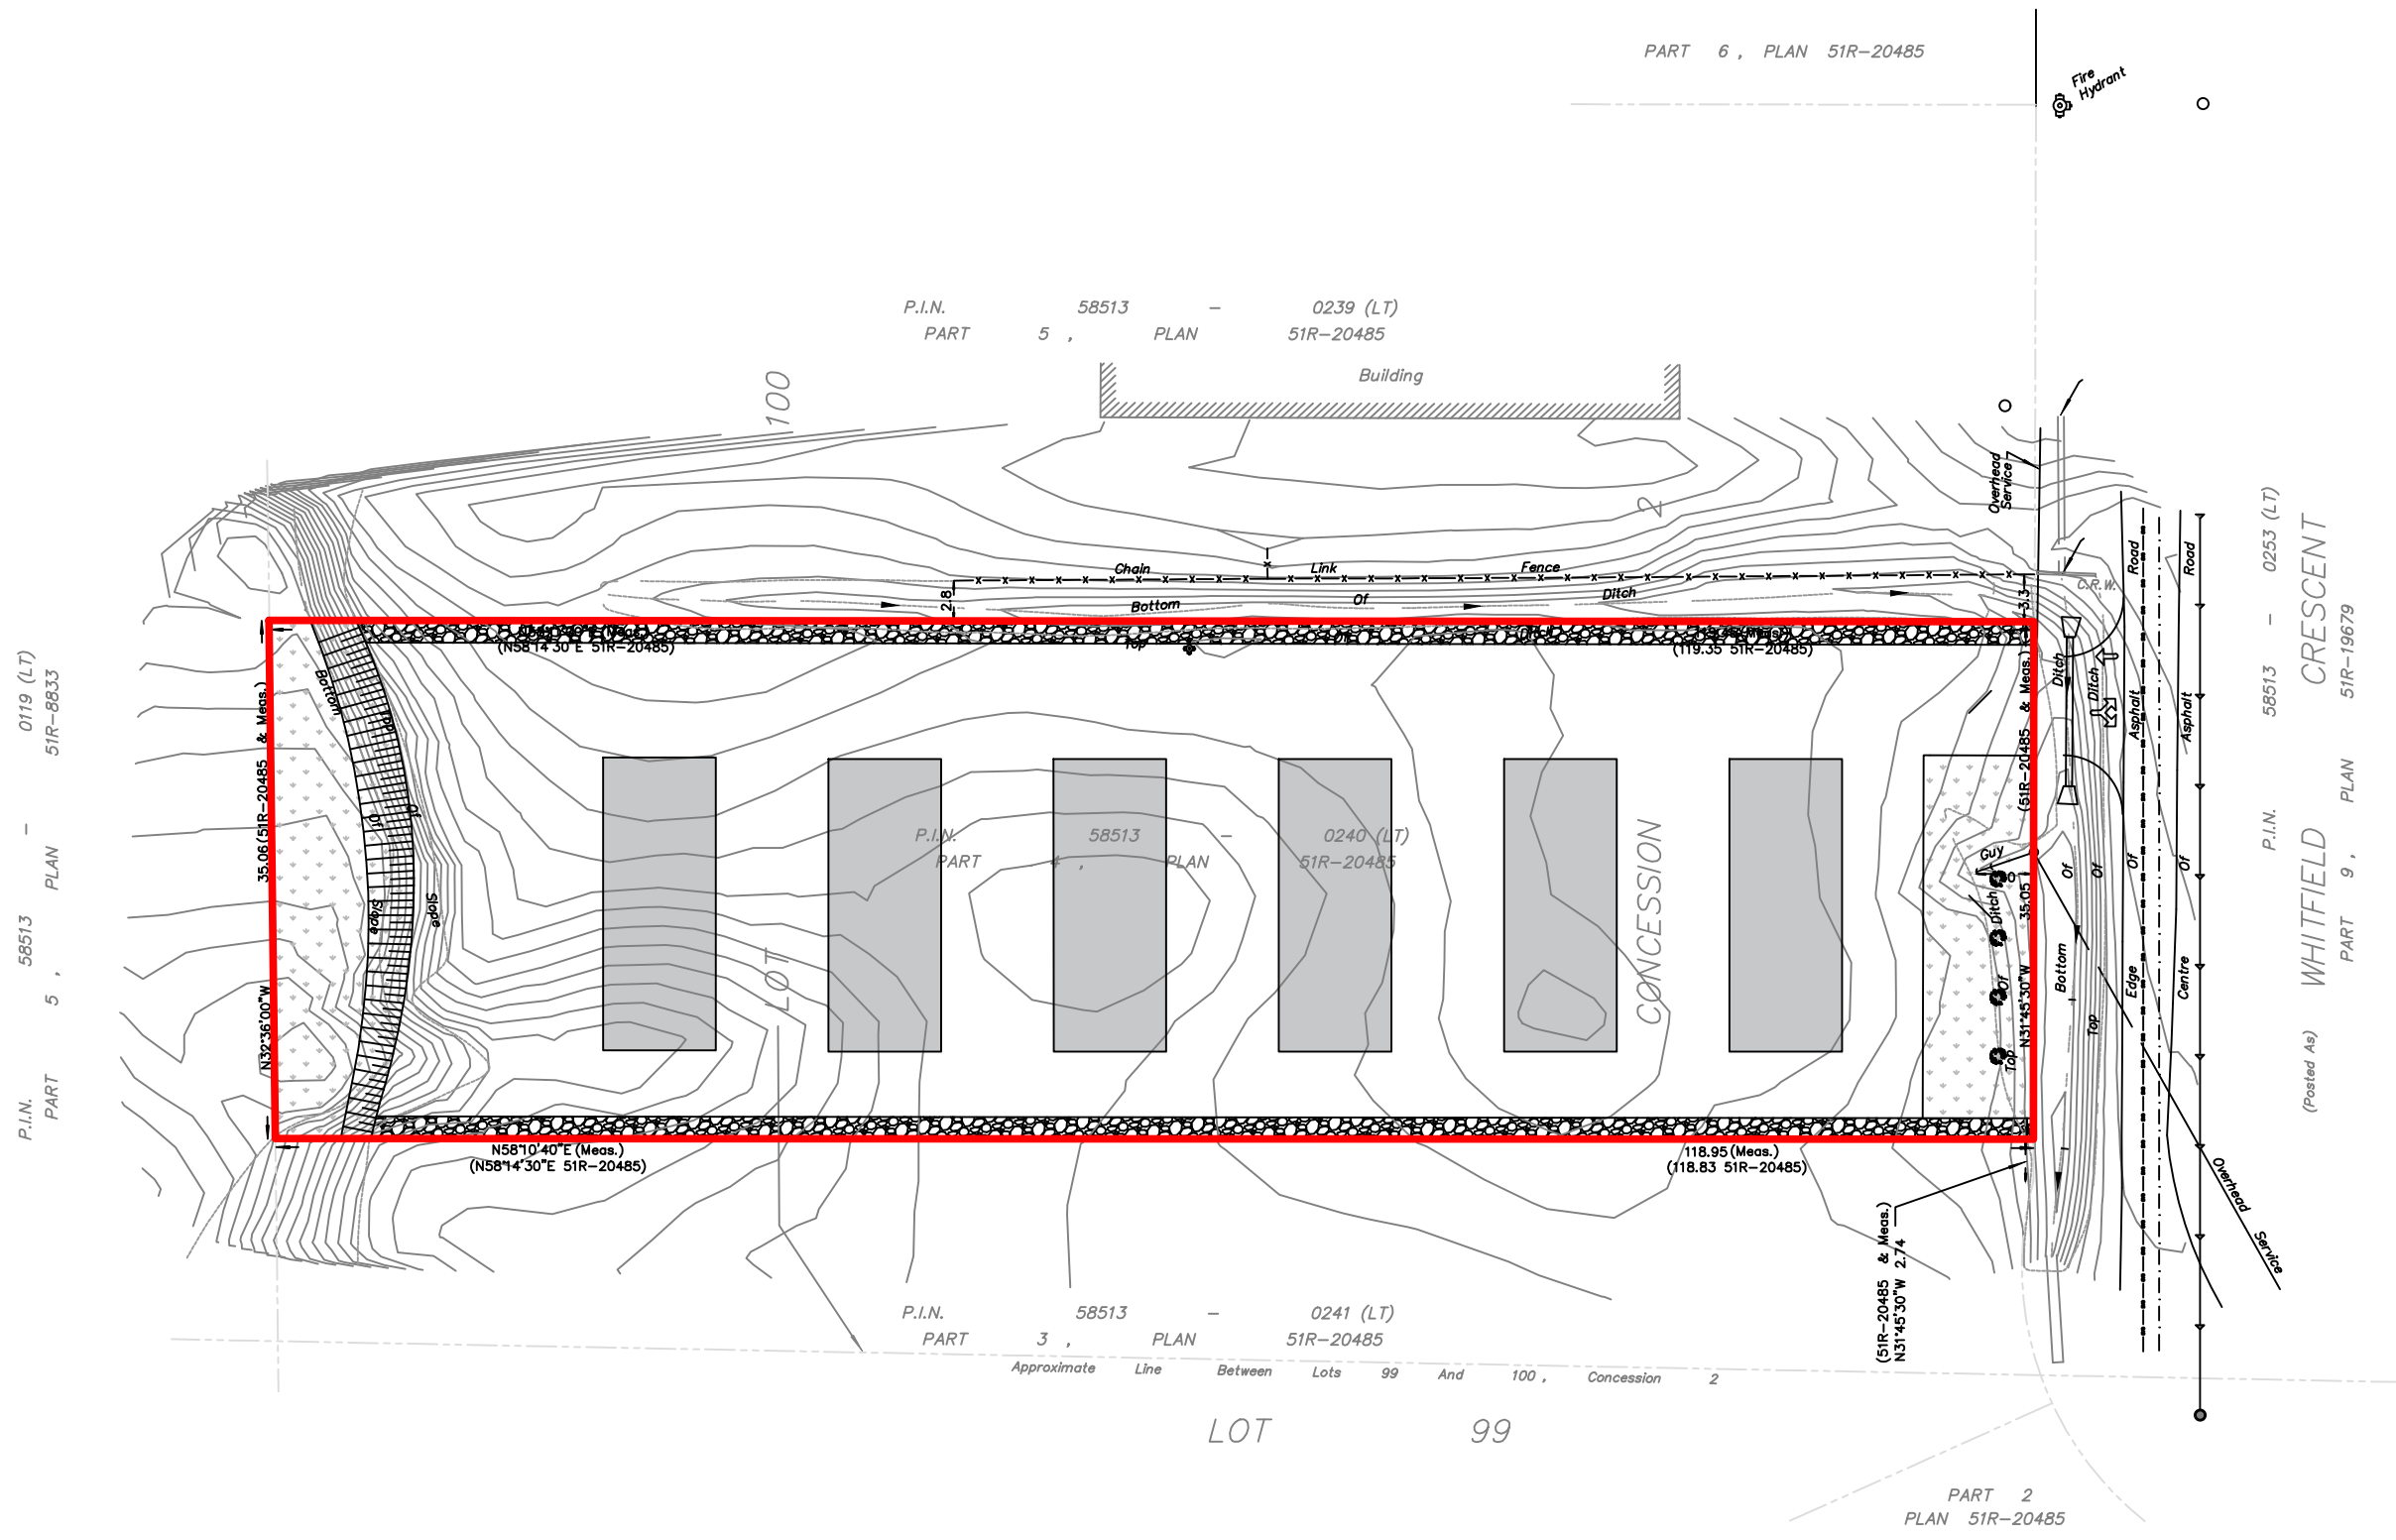 PART 6 , PLAN 51R-20485
Fire
Hydrant
P.I.N. 58513 - 0239 (LT)
PART 5 , PLAN 51R-20485
Building
100
2
Overhead
Service
Chain Link Fence
C.R.W.
2.8
Bottom Of Ditch
3.3
(N58°14'30"E 51R-20485)
Top
(119.35 51R-20485)
P.I.N. 58513 - 0119 (LT)
PART 5 , PLAN 51R-8833
N32°36'00"W 35.06 (51R-20485 & Meas.)
Bottom Of Slope
Top Of Slope
P.I.N. 58513 - 0240 (LT)
PART 4 , PLAN 51R-20485
LOT
CONCESSION
Guy
Top Of Ditch
N31°45'30"W 35.05 (51R-20485 & Meas.)
Bottom Of Ditch
Top Of Ditch
Edge Of Asphalt Road
Centre Of Asphalt Road
P.I.N. 58513 - 0253 (LT)
(Posted As) WHITFIELD CRESCENT
PART 9 , PLAN 51R-19679
N58°10'40"E (Meas.)
(N58°14'30"E 51R-20485)
118.95 (Meas.)
(118.83 51R-20485)
Overhead Service
(51R-20485 & Meas.)
N31°45'30"W 2.74
P.I.N. 58513 - 0241 (LT)
PART 3 , PLAN 51R-20485
Approximate Line Between Lots 99 And 100 , Concession 2
LOT 99
PART 2
PLAN 51R-20485